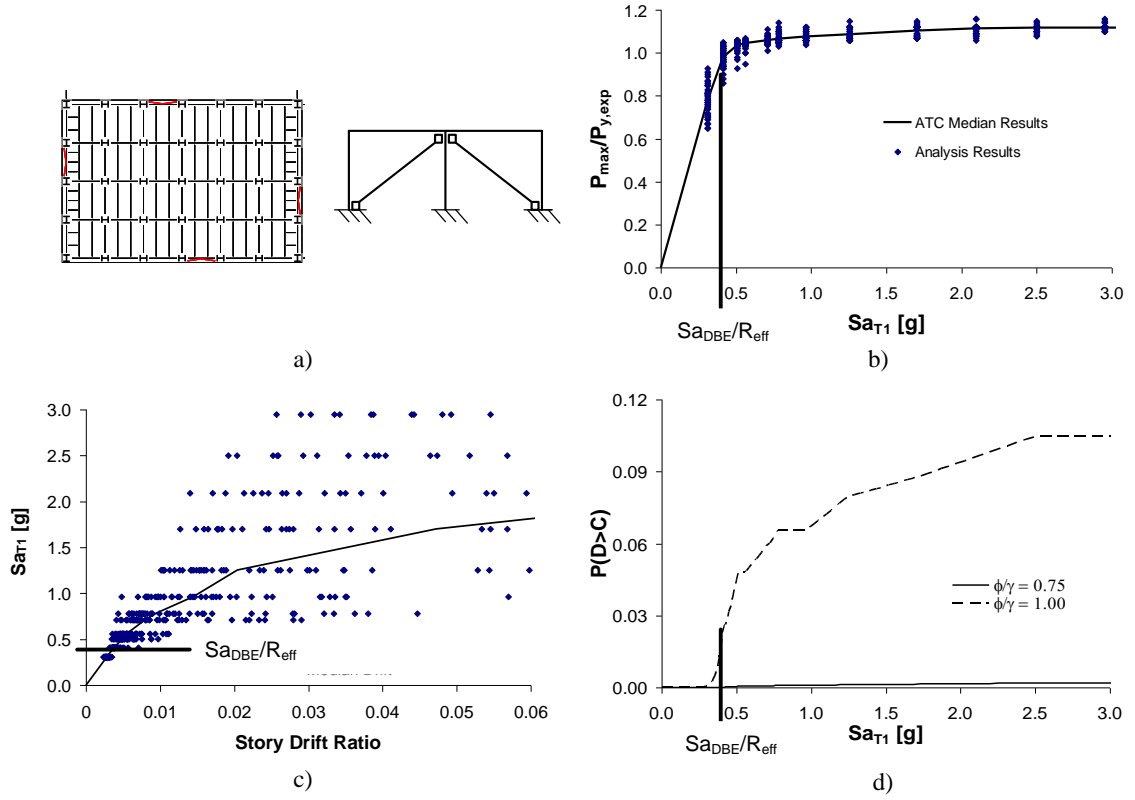 a)
1.2
1.0
0.8
0.6
0.4
0.2
0.0
P_max/P_y,exp
ATC Median Results
Analysis Results
0.0 0.5 1.0 1.5 2.0 2.5 3.0
Sa_T1 [g]
Sa_DBE/R_eff
b)
3.0
2.5
2.0
1.5
1.0
0.5
0.0
Sa_T1 [g]
Sa_DBE/R_eff
0 0.01 0.02 0.03 0.04 0.05 0.06
Story Drift Ratio
c)
0.12
0.09
0.06
0.03
0.00
P(D>C)
ϕ/γ = 0.75
ϕ/γ = 1.00
0.0 0.5 1.0 1.5 2.0 2.5 3.0
Sa_T1 [g]
Sa_DBE/R_eff
d)